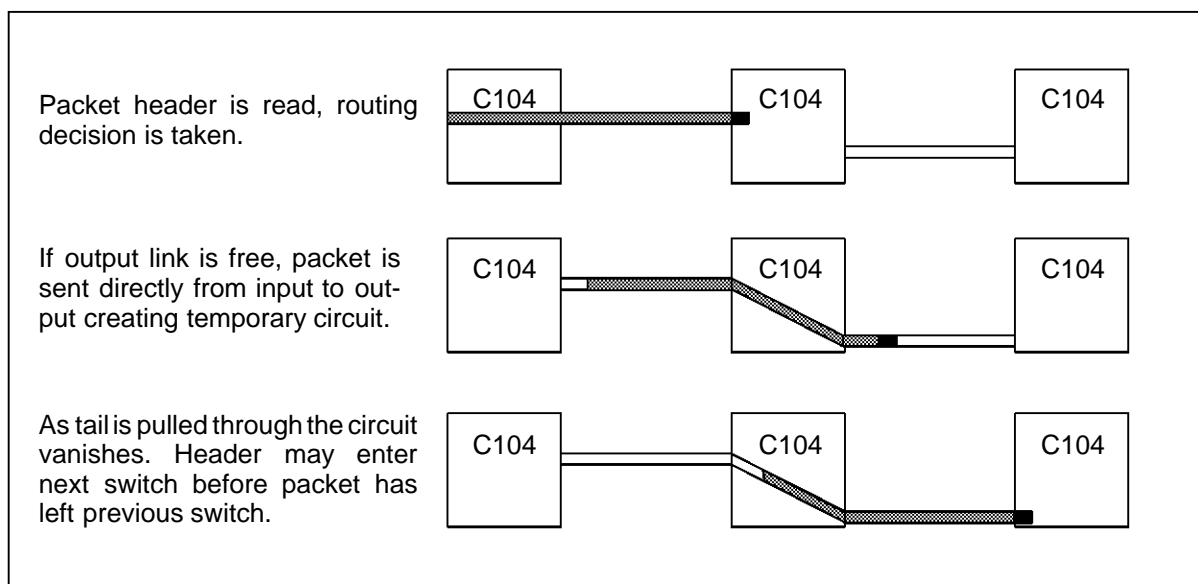 Packet header is read, routing
decision is taken.
C104
C104
C104
If output link is free, packet is
sent directly from input to out-
put creating temporary circuit.
C104
C104
C104
As tail is pulled through the circuit
vanishes. Header may enter
next switch before packet has
left previous switch.
C104
C104
C104